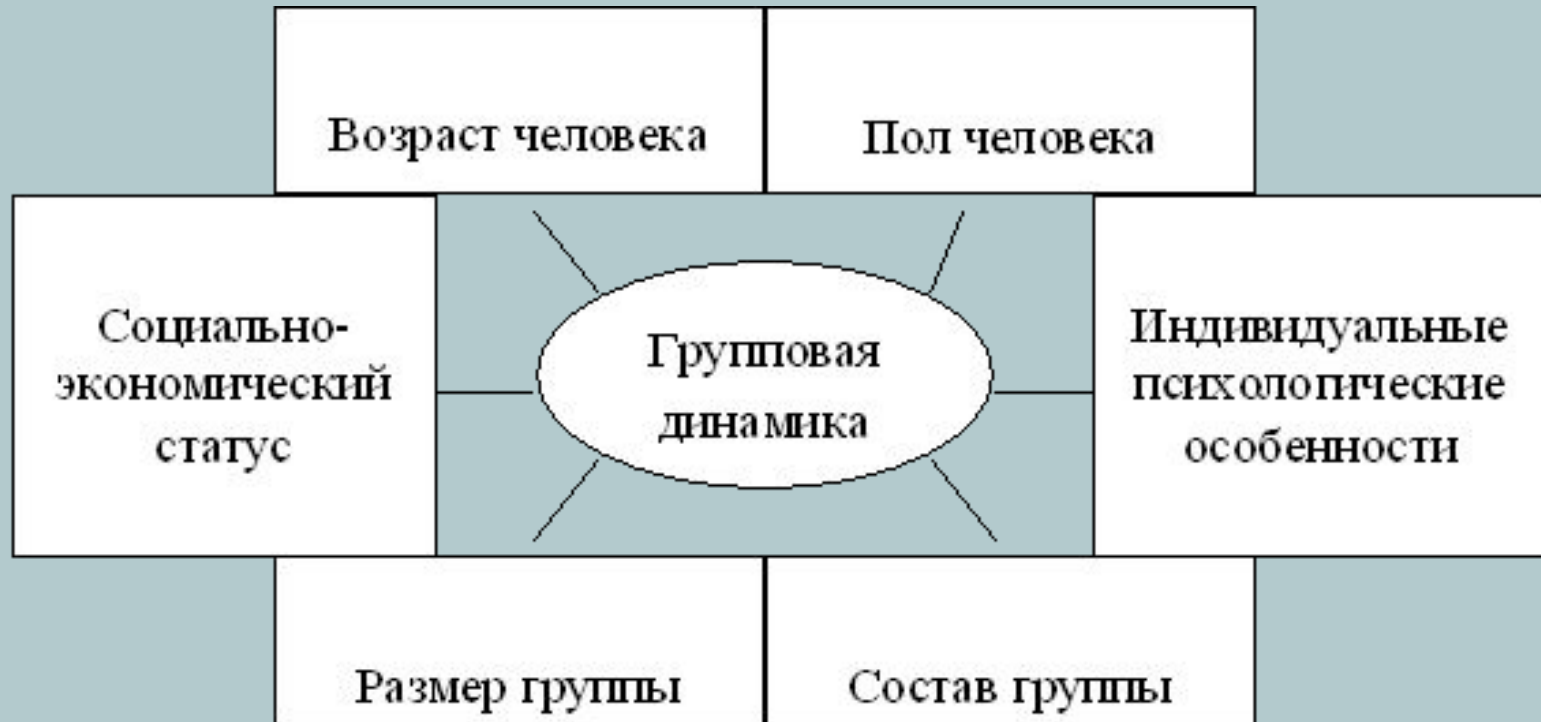 Возраст человека
Пол человека
Социально-
экономический
статус
Групповая
динамика
Индивидуальные
психологические
особенности
Размер группы
Состав группы